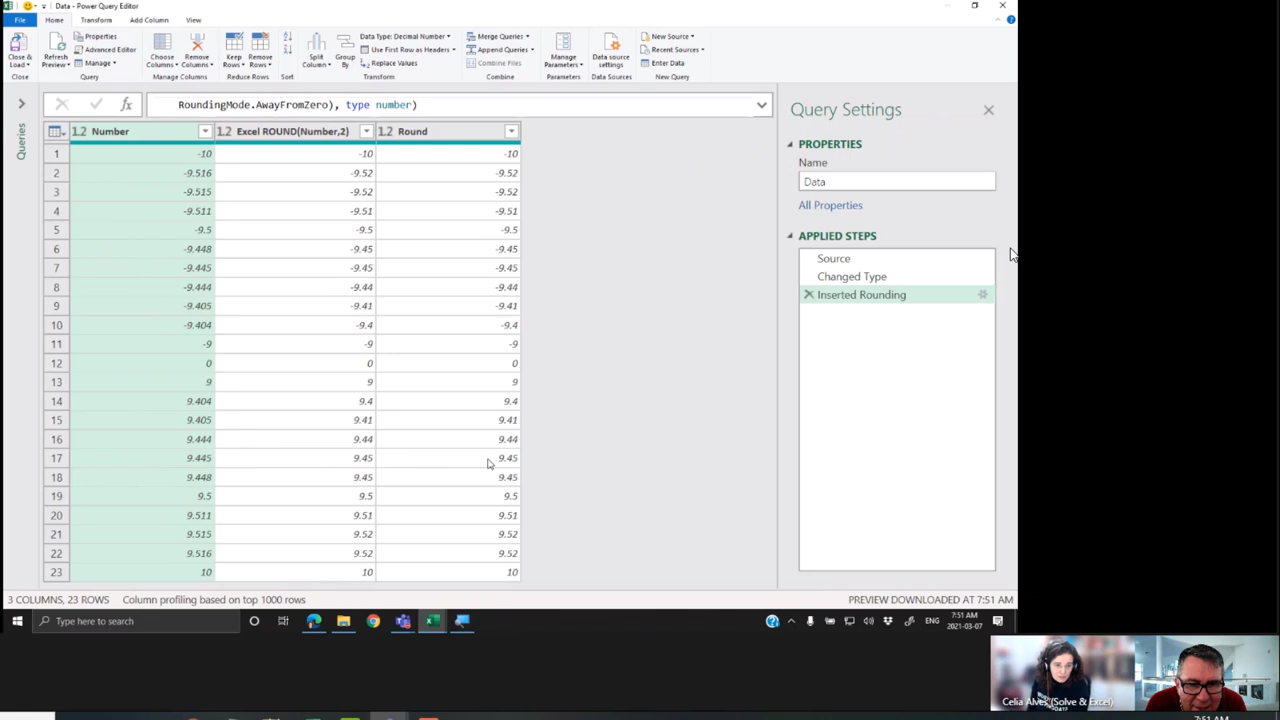 Data - Power Query Editor
File Home Transform Add Column View
Close & Load
Refresh Preview
Properties
Advanced Editor
Manage
Choose Columns
Remove Columns
Keep Rows
Remove Rows
Split Column
Group By
Data Type: Decimal Number
Use First Row as Headers
Replace Values
Merge Queries
Append Queries
Combine Files
Manage Parameters
Data source settings
New Source
Recent Sources
Enter Data
Close Query Manage Columns Reduce Rows Sort Transform Combine Parameters Data Sources New Query
fx RoundingMode.AwayFromZero), type number)
Queries
1.2 Number 1.2 Excel ROUND(Number,2) 1.2 Round
1 -10 -10 -10
2 -9.516 -9.52 -9.52
3 -9.515 -9.52 -9.52
4 -9.511 -9.51 -9.51
5 -9.5 -9.5 -9.5
6 -9.448 -9.45 -9.45
7 -9.445 -9.45 -9.45
8 -9.444 -9.44 -9.44
9 -9.405 -9.41 -9.41
10 -9.404 -9.4 -9.4
11 -9 -9 -9
12 0 0 0
13 9 9 9
14 9.404 9.4 9.4
15 9.405 9.41 9.41
16 9.444 9.44 9.44
17 9.445 9.45 9.45
18 9.448 9.45 9.45
19 9.5 9.5 9.5
20 9.511 9.51 9.51
21 9.515 9.52 9.52
22 9.516 9.52 9.52
23 10 10 10
Query Settings
PROPERTIES
Name
Data
All Properties
APPLIED STEPS
Source
Changed Type
Inserted Rounding
3 COLUMNS, 23 ROWS Column profiling based on top 1000 rows PREVIEW DOWNLOADED AT 7:51 AM
Type here to search
ENG
7:51 AM
2021-03-07
Celia Alves (Solve & Excel)
7:51 AM